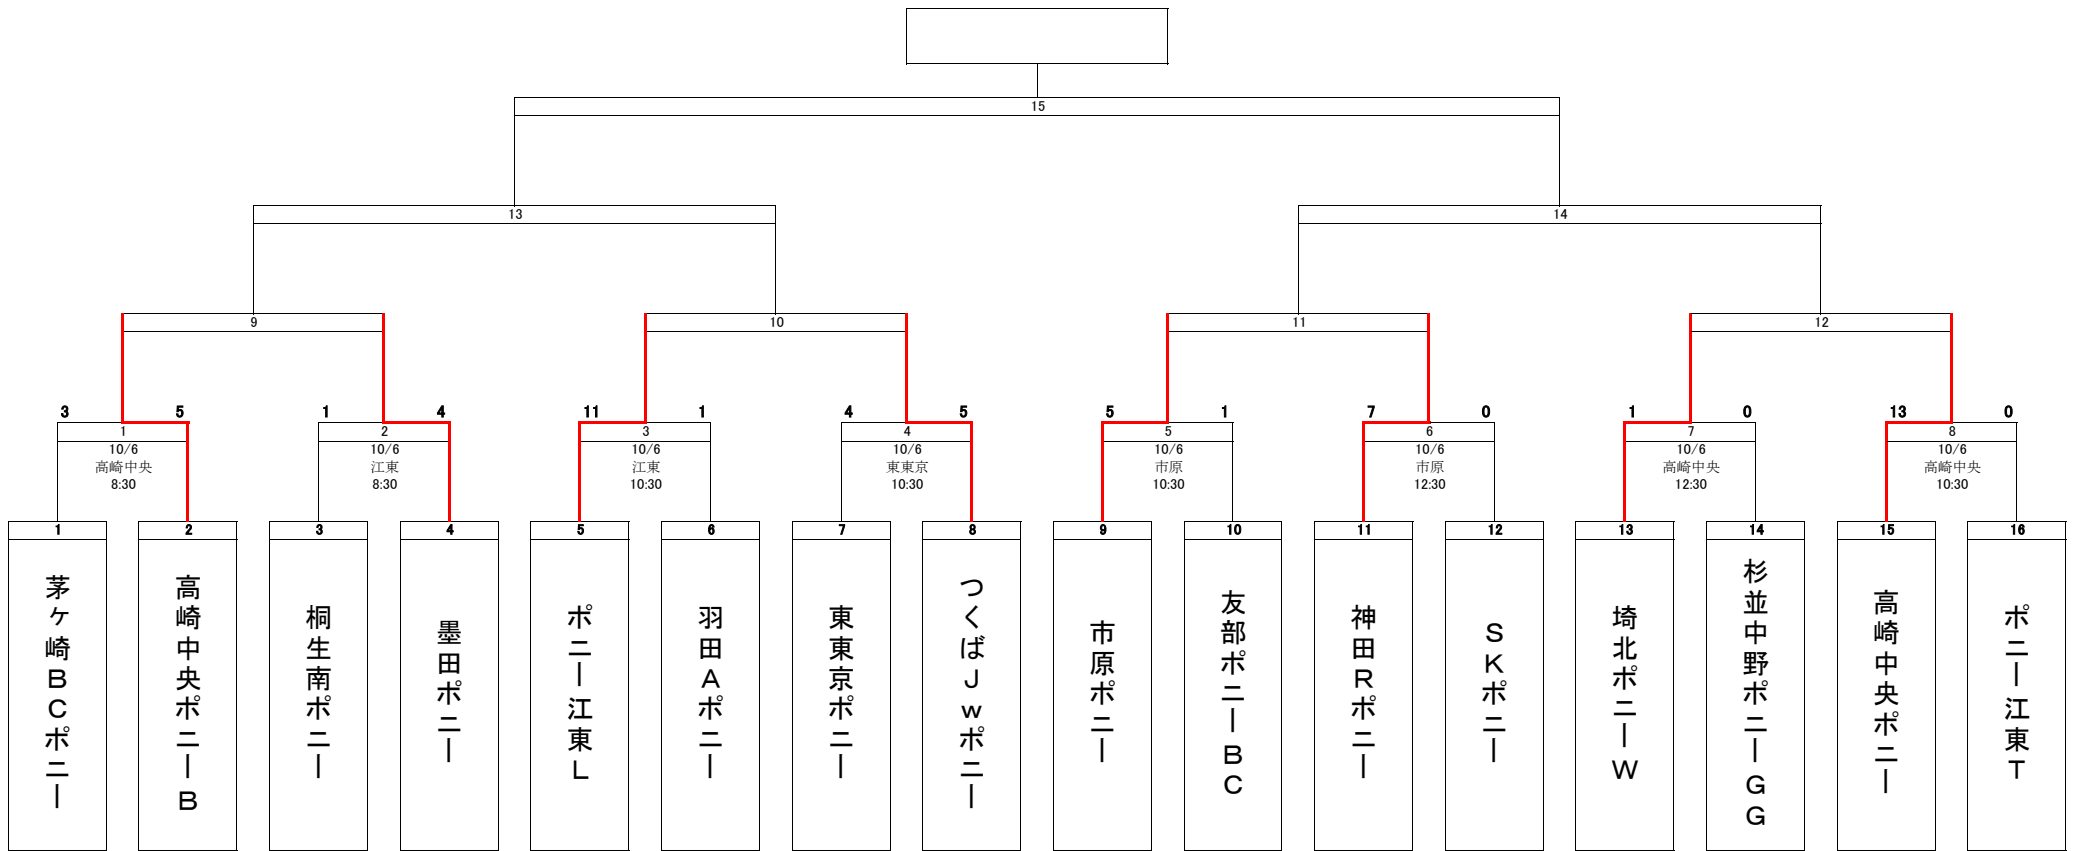 15
13
14
9
10
11
12
3 5
1 4
11 1
4 5
5 1
7 0
1 0
13 0
1
10/6
高崎中央
8:30
2
10/6
江東
8:30
3
10/6
江東
10:30
4
10/6
東東京
10:30
5
10/6
市原
10:30
6
10/6
市原
12:30
7
10/6
高崎中央
12:30
8
10/6
高崎中央
10:30
1
茅ヶ崎BCポニー
2
高崎中央ポニーB
3
桐生南ポニー
4
墨田ポニー
5
ポニー江東L
6
羽田Aポニー
7
東東京ポニー
8
つくばJwポニー
9
市原ポニー
10
友部ポニーBC
11
神田Rポニー
12
SKポニー
13
埼北ポニーW
14
杉並中野ポニーGG
15
高崎中央ポニー
16
ポニー江東T